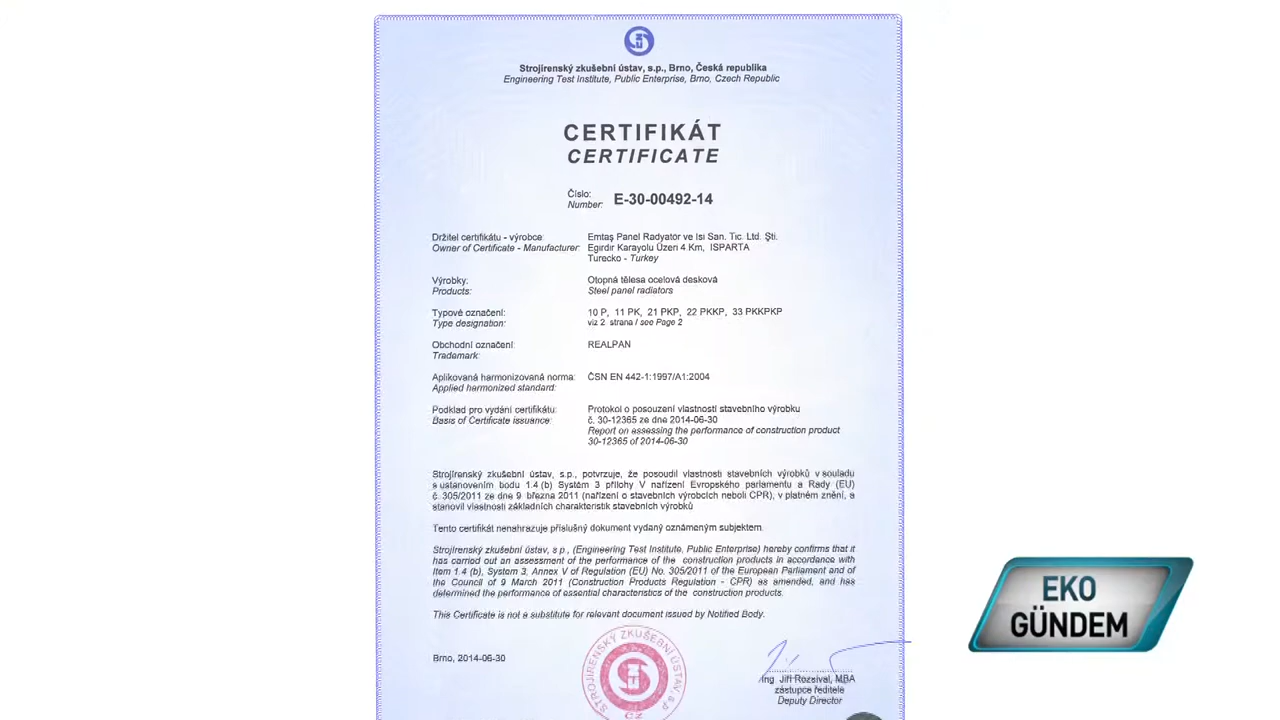 Strojírenský zkušební ústav, s.p., Brno, Česká republika
Engineering Test Institute, Public Enterprise, Brno, Czech Republic
CERTIFIKÁT
CERTIFICATE
Číslo:
Number: E-30-00492-14
Držitel certifikátu - výrobce: Emtaş Panel Radyatör ve Isı San. Tic. Ltd. Şti.
Owner of Certificate - Manufacturer: Egirdir Karayolu Üzeri 4 Km, ISPARTA
Turecko - Turkey
Výrobky: Otopná tělesa ocelová desková
Products: Steel panel radiators
Typové označení: 10 P, 11 PK, 21 PKP, 22 PKKP, 33 PKKPKP
Type designation: viz 2 strana / see Page 2
Obchodní označení: REALPAN
Trademark:
Aplikovaná harmonizovaná norma: ČSN EN 442-1:1997/A1:2004
Applied harmonized standard:
Podklad pro vydání certifikátu: Protokol o posouzení vlastností stavebního výrobku
Basis of Certificate issuance: č. 30-12365 ze dne 2014-06-30
Report on assessing the performance of construction product
30-12365 of 2014-06-30
Strojírenský zkušební ústav, s.p., potvrzuje, že posoudil vlastnosti stavebních výrobků v souladu
s ustanovením bodu 1.4 (b) Systém 3 přílohy V nařízení Evropského parlamentu a Rady (EU)
č. 305/2011 ze dne 9 března 2011 (nařízení o stavebních výrobcích neboli CPR), v platném znění, a
stanovil vlastnosti základních charakteristik stavebních výrobků
Tento certifikát nenahrazuje příslušný dokument vydaný oznámeným subjektem.
Strojírenský zkušební ústav, s.p., (Engineering Test Institute, Public Enterprise) hereby confirms that it
has carried out an assessment of the performance of the construction products in accordance with
Item 1.4 (b), System 3, Annex V of Regulation (EU) No. 305/2011 of the European Parliament and of
the Council of 9 March 2011 (Construction Products Regulation - CPR) as amended, and has
determined the performance of essential characteristics of the construction products.
This Certificate is not a substitute for relevant document issued by Notified Body.
Brno, 2014-06-30
STROJÍRENSKÝ ZKUŠEBNÍ ÚSTAV, s.p.
CZ
Ing. Jiří Rozsíval, MBA
zástupce ředitele
Deputy Director
EKO
GÜNDEM